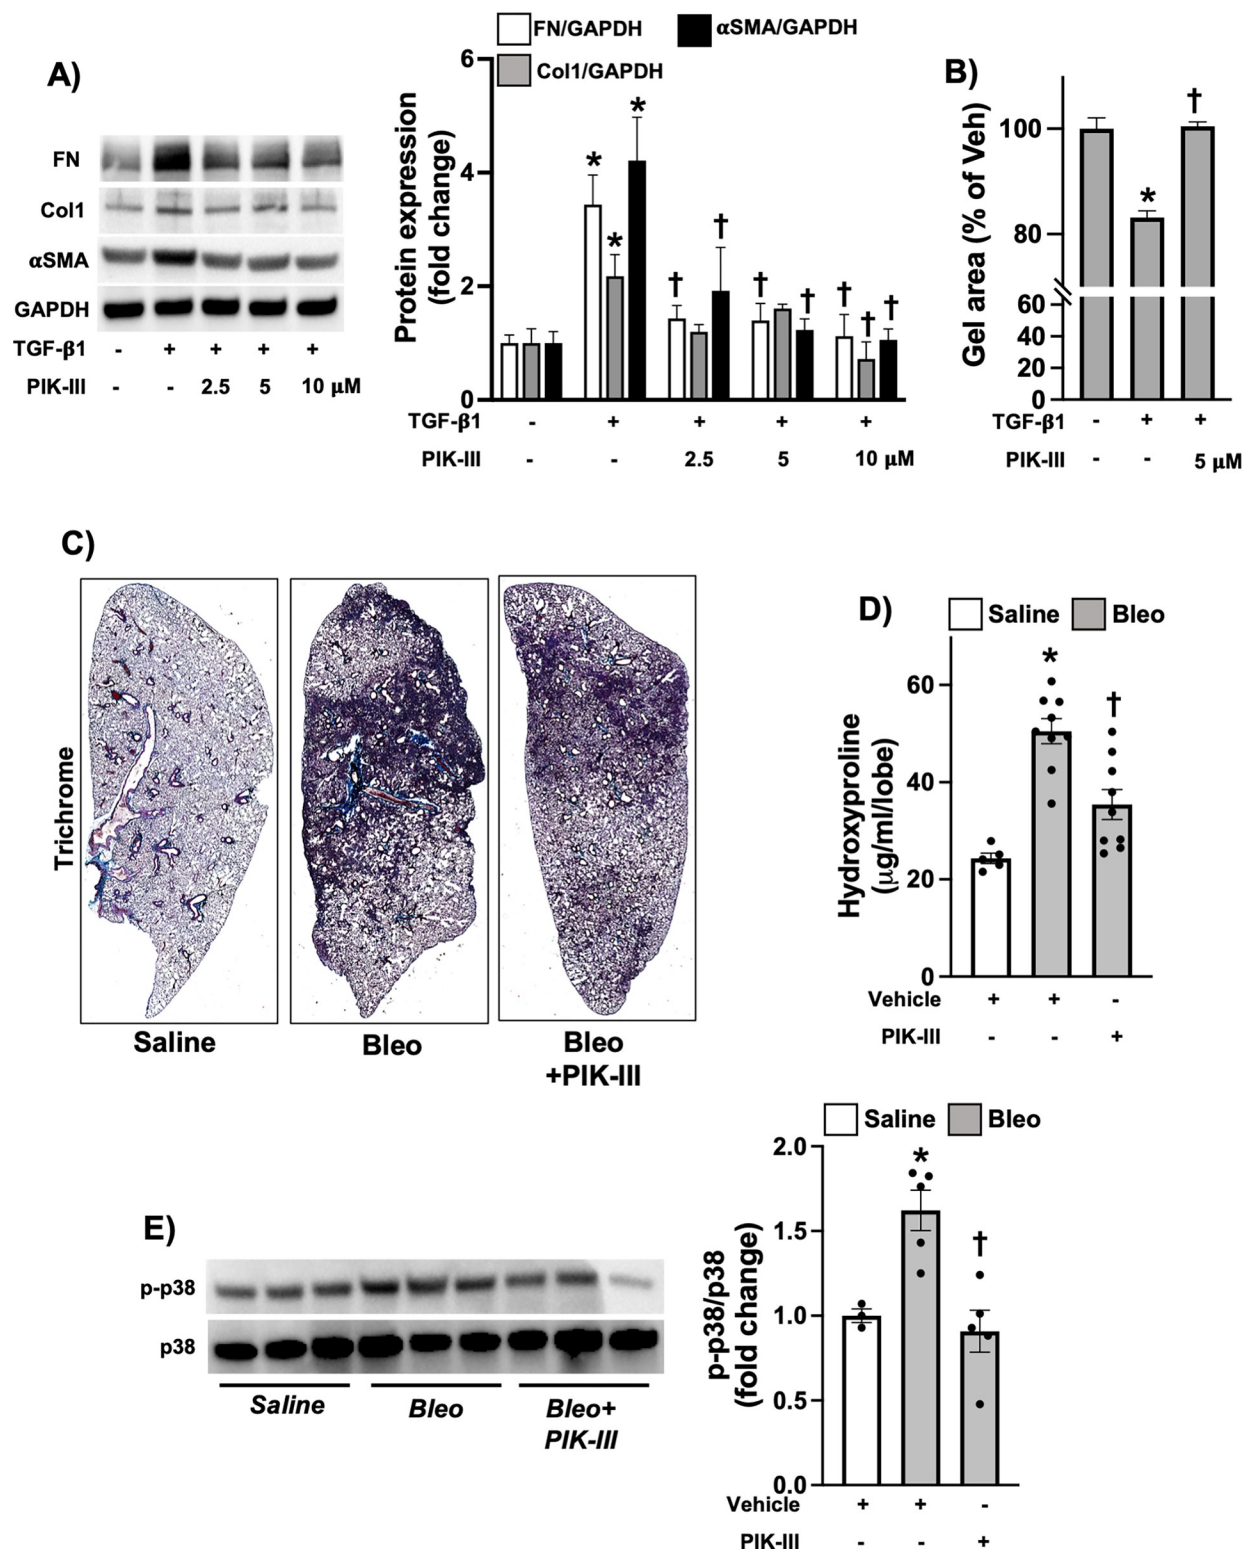 A)
FN
Col1
αSMA
GAPDH
TGF-β1 - + + + +
PIK-III - - 2.5 5 10 μM
FN/GAPDH αSMA/GAPDH
Col1/GAPDH
Protein expression
(fold change)
6
4
2
0
* * *
† †
† †
† † †
TGF-β1 - + + + +
PIK-III - - 2.5 5 10 μM
B)
Gel area (% of Veh)
100
80
60
40
20
0
* †
TGF-β1 - + +
PIK-III - - 5 μM
C)
Trichrome
Saline
Bleo
Bleo
+PIK-III
D)
Saline Bleo
Hydroxyproline
(μg/ml/lobe)
60
40
20
0
* †
Vehicle + + -
PIK-III - - +
E)
p-p38
p38
Saline
Bleo
Bleo+
PIK-III
Saline Bleo
p-p38/p38
(fold change)
2.0
1.5
1.0
0.5
0.0
* †
Vehicle + + -
PIK-III - - +